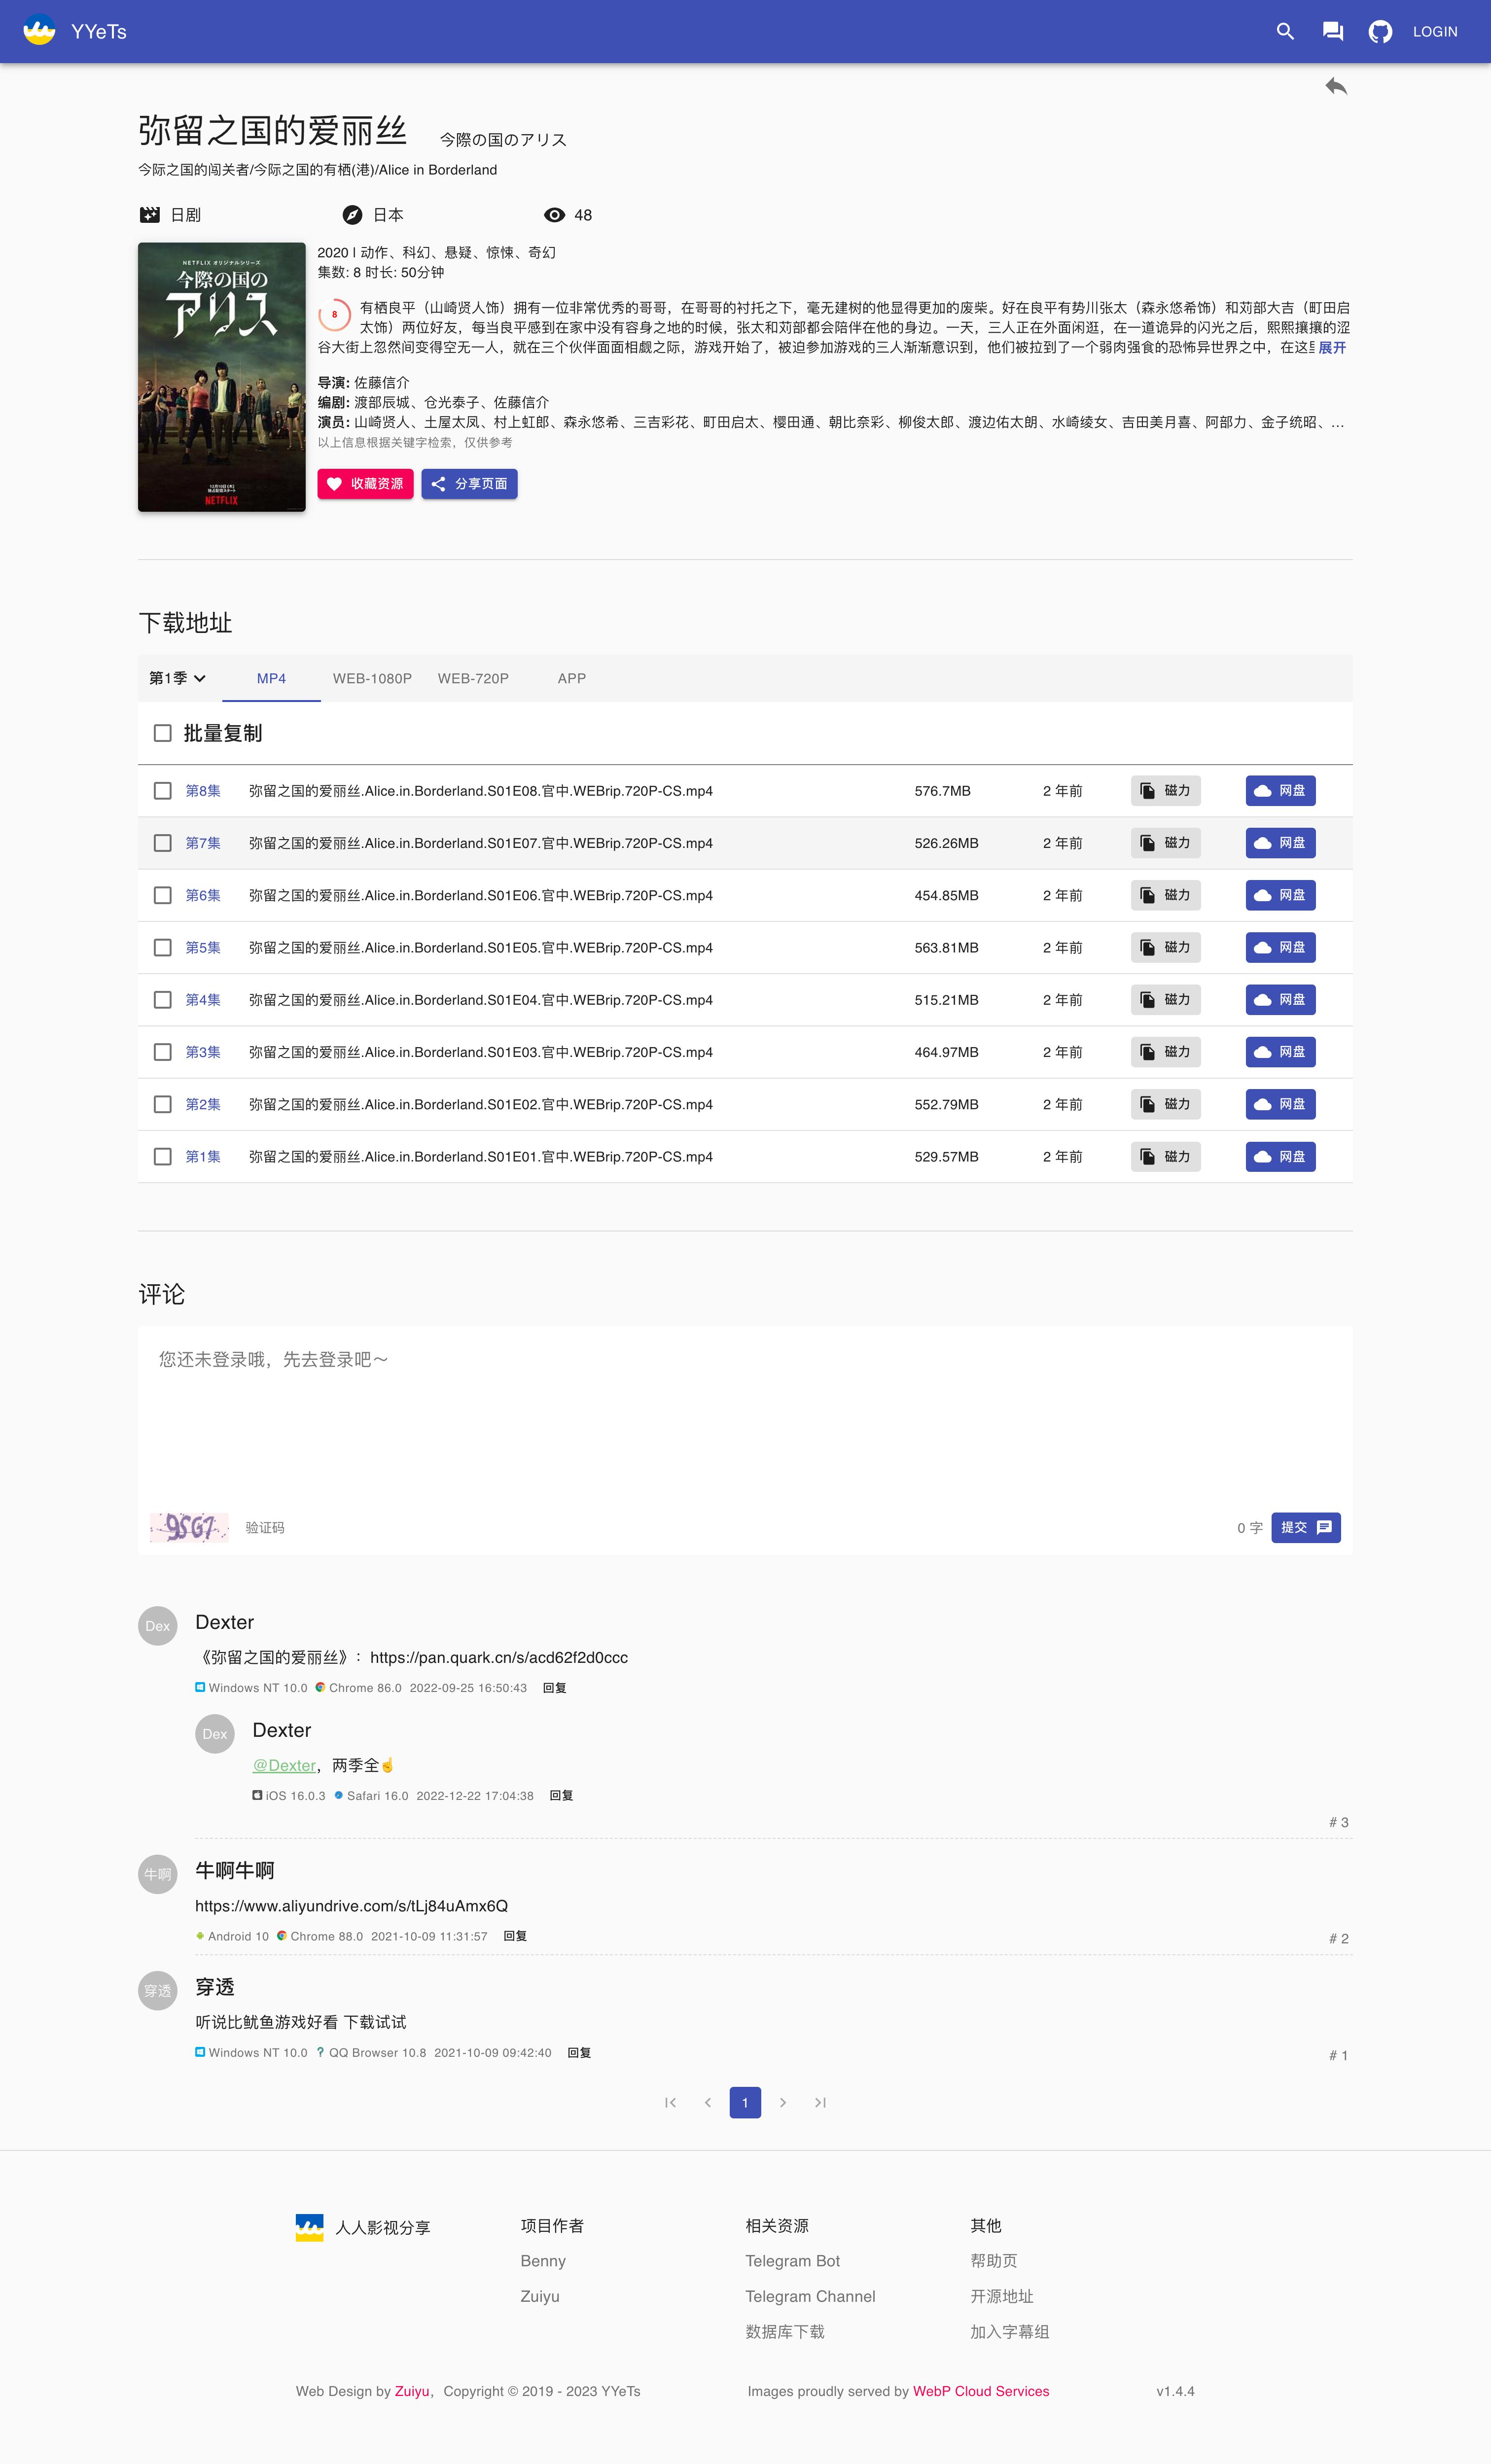 YYeTs
LOGIN
弥留之国的爱丽丝 今際の国のアリス
今际之国的闯关者/今际之国的有栖(港)/Alice in Borderland
日剧 日本 48
NETFLIX オリジナルシリーズ
今際の国の
アリス
NETFLIX
2020 | 动作、科幻、悬疑、惊悚、奇幻
集数: 8 时长: 50分钟
8
有栖良平（山崎贤人饰）拥有一位非常优秀的哥哥，在哥哥的衬托之下，毫无建树的他显得更加的废柴。好在良平有势川张太（森永悠希饰）和苅部大吉（町田启
太饰）两位好友，每当良平感到在家中没有容身之地的时候，张太和苅部都会陪伴在他的身边。一天，三人正在外面闲逛，在一道诡异的闪光之后，熙熙攘攘的涩
谷大街上忽然间变得空无一人，就在三个伙伴面面相觑之际，游戏开始了，被迫参加游戏的三人渐渐意识到，他们被拉到了一个弱肉强食的恐怖异世界之中，在这 展开
导演: 佐藤信介
编剧: 渡部辰城、仓光泰子、佐藤信介
演员: 山崎贤人、土屋太凤、村上虹郎、森永悠希、三吉彩花、町田启太、樱田通、朝比奈彩、柳俊太郎、渡边佑太朗、水崎绫女、吉田美月喜、阿部力、金子统昭、...
以上信息根据关键字检索，仅供参考
收藏资源 分享页面
下载地址
第1季 MP4 WEB-1080P WEB-720P APP
批量复制
第8集 弥留之国的爱丽丝.Alice.in.Borderland.S01E08.官中.WEBrip.720P-CS.mp4 576.7MB 2 年前 磁力 网盘
第7集 弥留之国的爱丽丝.Alice.in.Borderland.S01E07.官中.WEBrip.720P-CS.mp4 526.26MB 2 年前 磁力 网盘
第6集 弥留之国的爱丽丝.Alice.in.Borderland.S01E06.官中.WEBrip.720P-CS.mp4 454.85MB 2 年前 磁力 网盘
第5集 弥留之国的爱丽丝.Alice.in.Borderland.S01E05.官中.WEBrip.720P-CS.mp4 563.81MB 2 年前 磁力 网盘
第4集 弥留之国的爱丽丝.Alice.in.Borderland.S01E04.官中.WEBrip.720P-CS.mp4 515.21MB 2 年前 磁力 网盘
第3集 弥留之国的爱丽丝.Alice.in.Borderland.S01E03.官中.WEBrip.720P-CS.mp4 464.97MB 2 年前 磁力 网盘
第2集 弥留之国的爱丽丝.Alice.in.Borderland.S01E02.官中.WEBrip.720P-CS.mp4 552.79MB 2 年前 磁力 网盘
第1集 弥留之国的爱丽丝.Alice.in.Borderland.S01E01.官中.WEBrip.720P-CS.mp4 529.57MB 2 年前 磁力 网盘
评论
您还未登录哦，先去登录吧～
验证码 0 字 提交
Dex Dexter
《弥留之国的爱丽丝》：https://pan.quark.cn/s/acd62f2d0ccc
Windows NT 10.0 Chrome 86.0 2022-09-25 16:50:43 回复
Dex Dexter
@Dexter，两季全☝
iOS 16.0.3 Safari 16.0 2022-12-22 17:04:38 回复
# 3
牛啊 牛啊牛啊
https://www.aliyundrive.com/s/tLj84uAmx6Q
Android 10 Chrome 88.0 2021-10-09 11:31:57 回复
# 2
穿透 穿透
听说比鱿鱼游戏好看 下载试试
Windows NT 10.0 QQ Browser 10.8 2021-10-09 09:42:40 回复
# 1
1
人人影视分享 项目作者 相关资源 其他
Benny Telegram Bot 帮助页
Zuiyu Telegram Channel 开源地址
数据库下载 加入字幕组
Web Design by Zuiyu，Copyright © 2019 - 2023 YYeTs Images proudly served by WebP Cloud Services v1.4.4